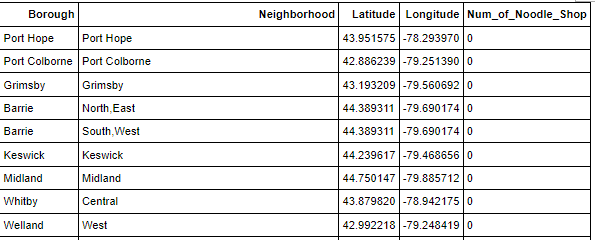 Borough Neighborhood Latitude Longitude Num_of_Noodle_Shop
Port Hope Port Hope 43.951575 -78.293970 0
Port Colborne Port Colborne 42.886239 -79.251390 0
Grimsby Grimsby 43.193209 -79.560692 0
Barrie North,East 44.389311 -79.690174 0
Barrie South,West 44.389311 -79.690174 0
Keswick Keswick 44.239617 -79.468656 0
Midland Midland 44.750147 -79.885712 0
Whitby Central 43.879820 -78.942175 0
Welland West 42.992218 -79.248419 0